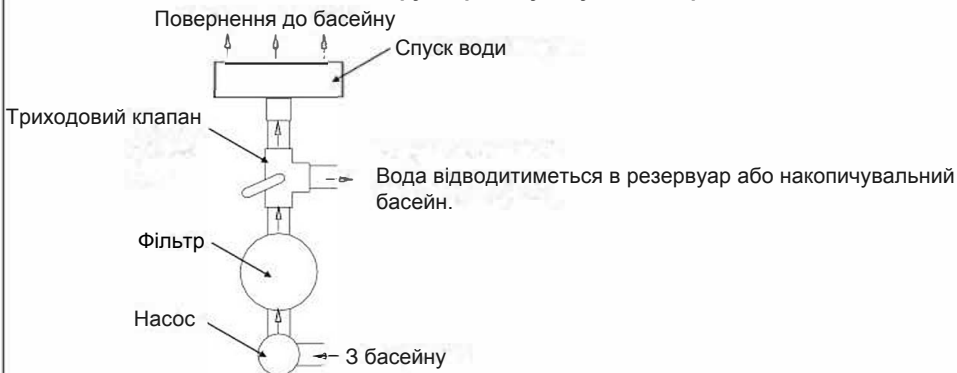 Повернення до басейну
Спуск води
Триходовий клапан
Вода відводитиметься в резервуар або накопичувальний
басейн.
Фільтр
Насос
З басейну